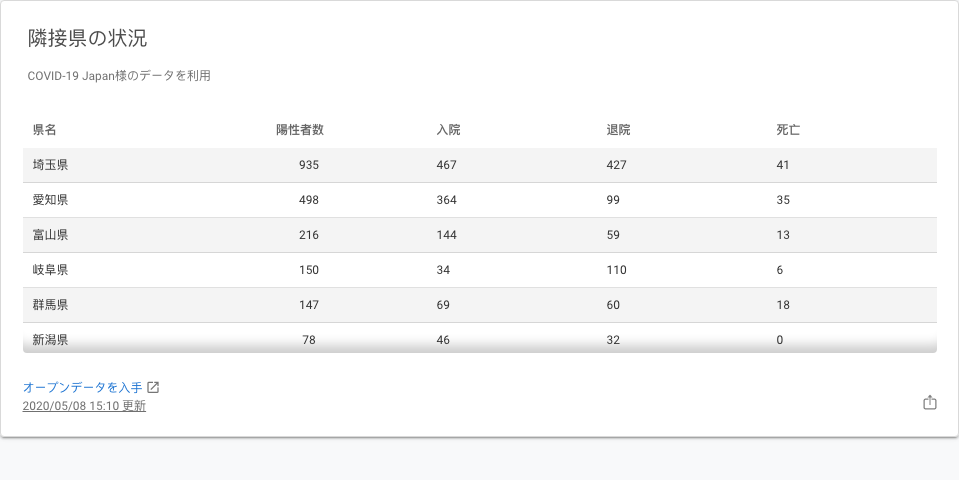 隣接県の状況
COVID-19 Japan様のデータを利用
県名 陽性者数 入院 退院 死亡
埼玉県 935 467 427 41
愛知県 498 364 99 35
富山県 216 144 59 13
岐阜県 150 34 110 6
群馬県 147 69 60 18
新潟県 78 46 32 0
オープンデータを入手
2020/05/08 15:10 更新